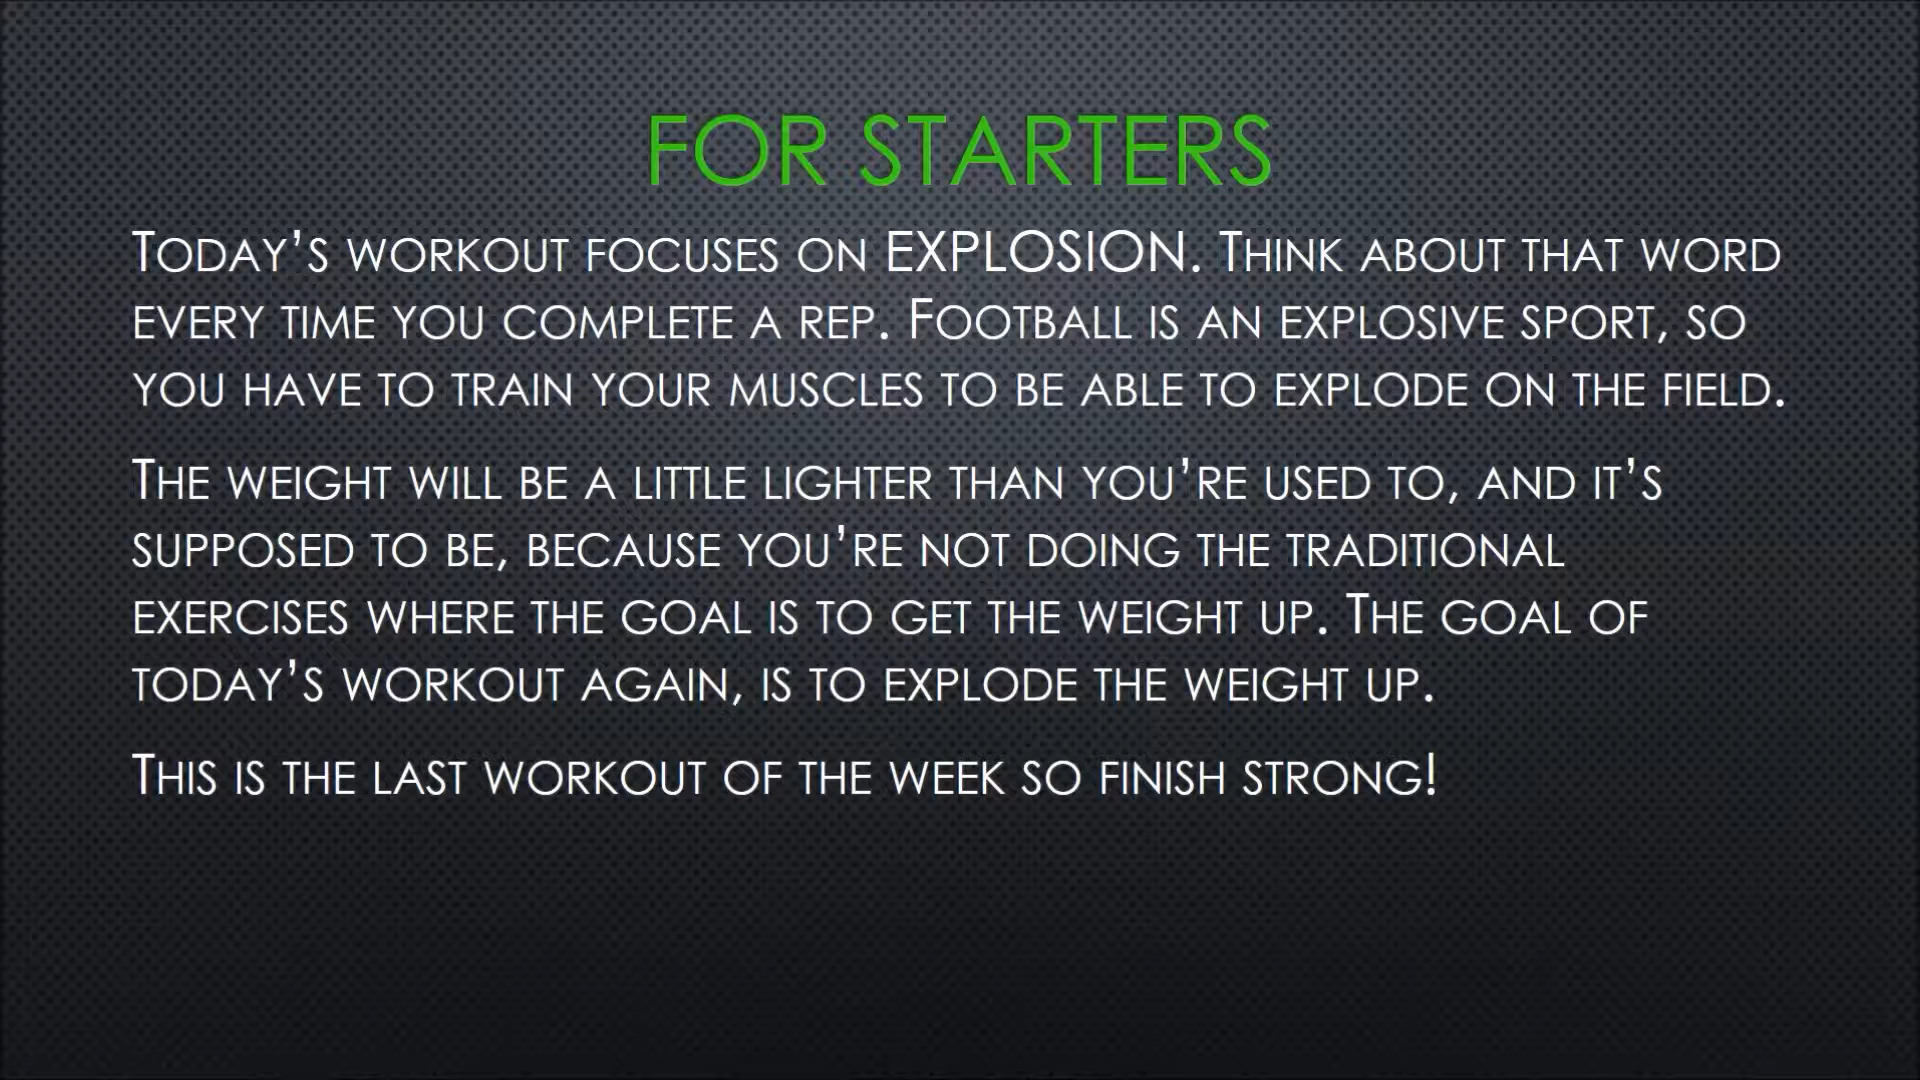 FOR STARTERS
TODAY'S WORKOUT FOCUSES ON EXPLOSION. THINK ABOUT THAT WORD
EVERY TIME YOU COMPLETE A REP. FOOTBALL IS AN EXPLOSIVE SPORT, SO
YOU HAVE TO TRAIN YOUR MUSCLES TO BE ABLE TO EXPLODE ON THE FIELD.
THE WEIGHT WILL BE A LITTLE LIGHTER THAN YOU'RE USED TO, AND IT'S
SUPPOSED TO BE, BECAUSE YOU'RE NOT DOING THE TRADITIONAL
EXERCISES WHERE THE GOAL IS TO GET THE WEIGHT UP. THE GOAL OF
TODAY'S WORKOUT AGAIN, IS TO EXPLODE THE WEIGHT UP.
THIS IS THE LAST WORKOUT OF THE WEEK SO FINISH STRONG!